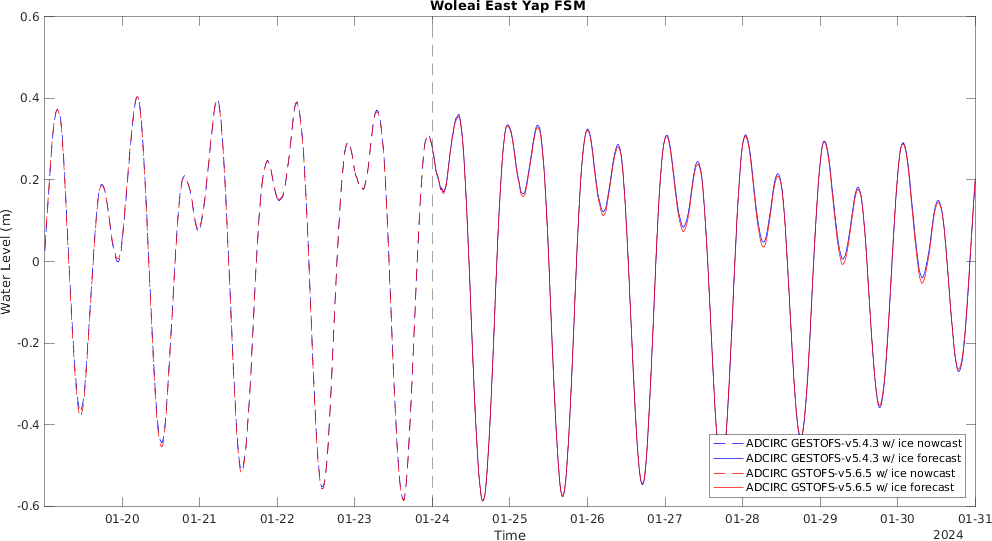 Woleai East Yap FSM
0.6
0.4
0.2
0
-0.2
-0.4
-0.6
Water Level (m)
01-20
01-21
01-22
01-23
01-24
01-25
01-26
01-27
01-28
01-29
01-30
01-31
Time
2024
ADCIRC GESTOFS-v5.4.3 w/ ice nowcast
ADCIRC GESTOFS-v5.4.3 w/ ice forecast
ADCIRC GSTOFS-v5.6.5 w/ ice nowcast
ADCIRC GSTOFS-v5.6.5 w/ ice forecast